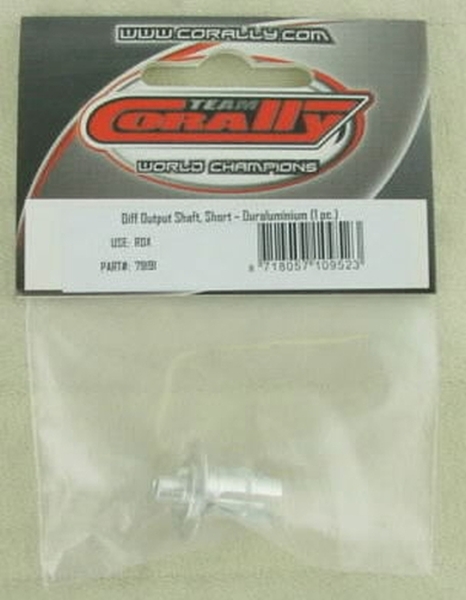 WWW.CORALLY.COM
TEAM
CORALLY
WORLD CHAMPIONS
Diff Output Shaft, Short – Duraluminium (1 pc.)
USE: RDX
PART#:
8 718057 109523